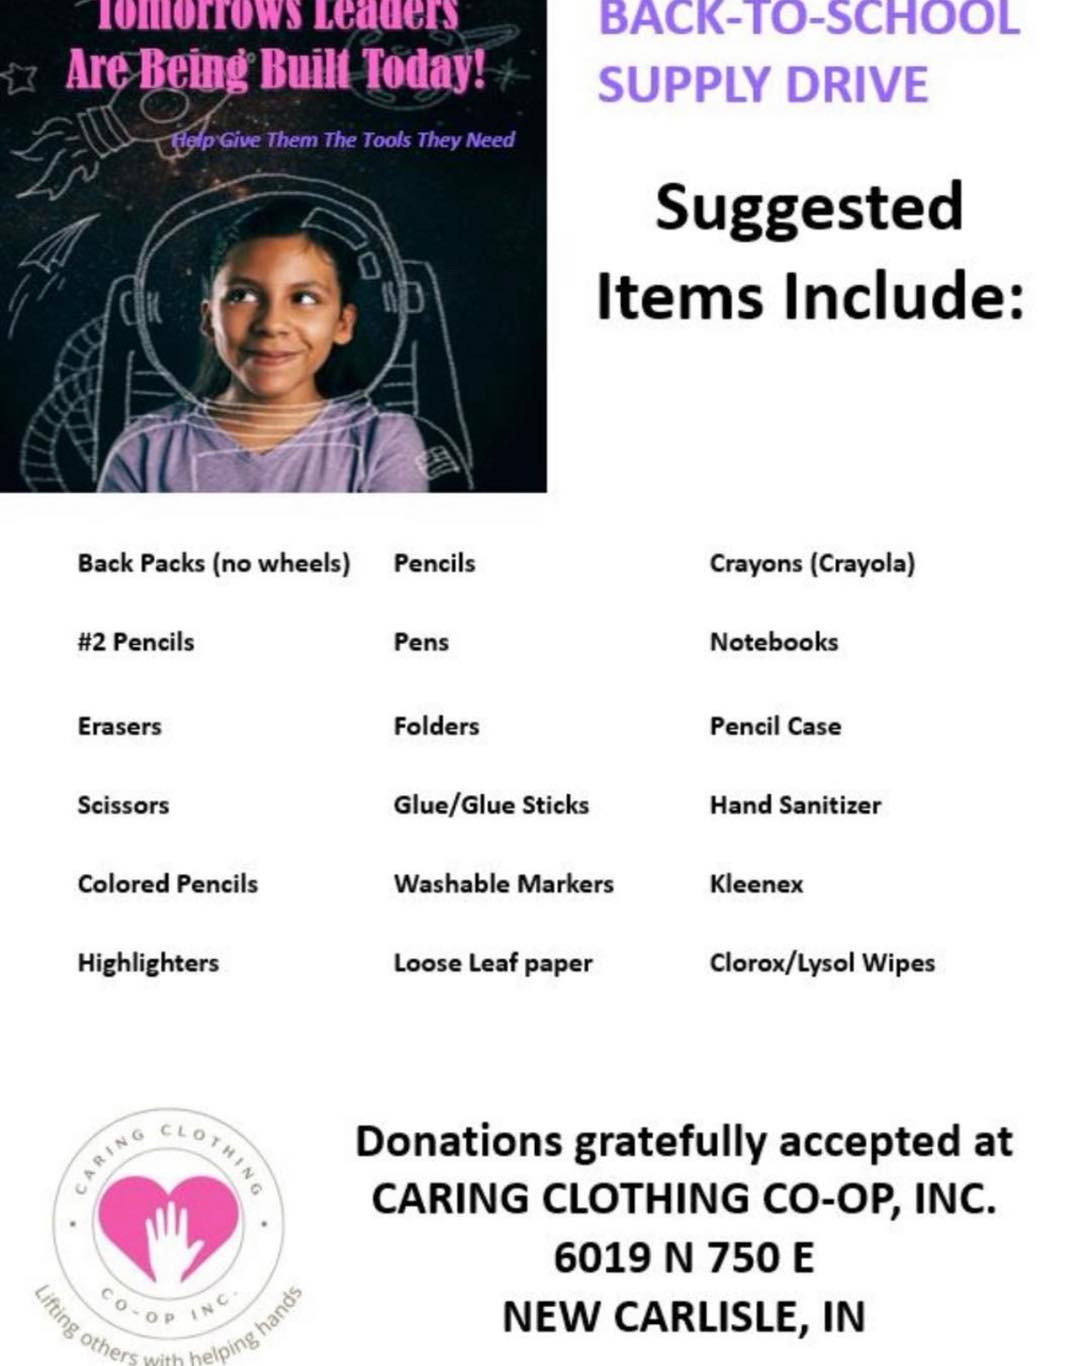 Tomorrows Leaders
Are Being Built Today!
Help Give Them The Tools They Need
BACK-TO-SCHOOL
SUPPLY DRIVE
Suggested
Items Include:
Back Packs (no wheels) Pencils Crayons (Crayola)
#2 Pencils Pens Notebooks
Erasers Folders Pencil Case
Scissors Glue/Glue Sticks Hand Sanitizer
Colored Pencils Washable Markers Kleenex
Highlighters Loose Leaf paper Clorox/Lysol Wipes
CARING CLOTHING
CO-OP INC.
Lifting others with helping hands
Donations gratefully accepted at
CARING CLOTHING CO-OP, INC.
6019 N 750 E
NEW CARLISLE, IN